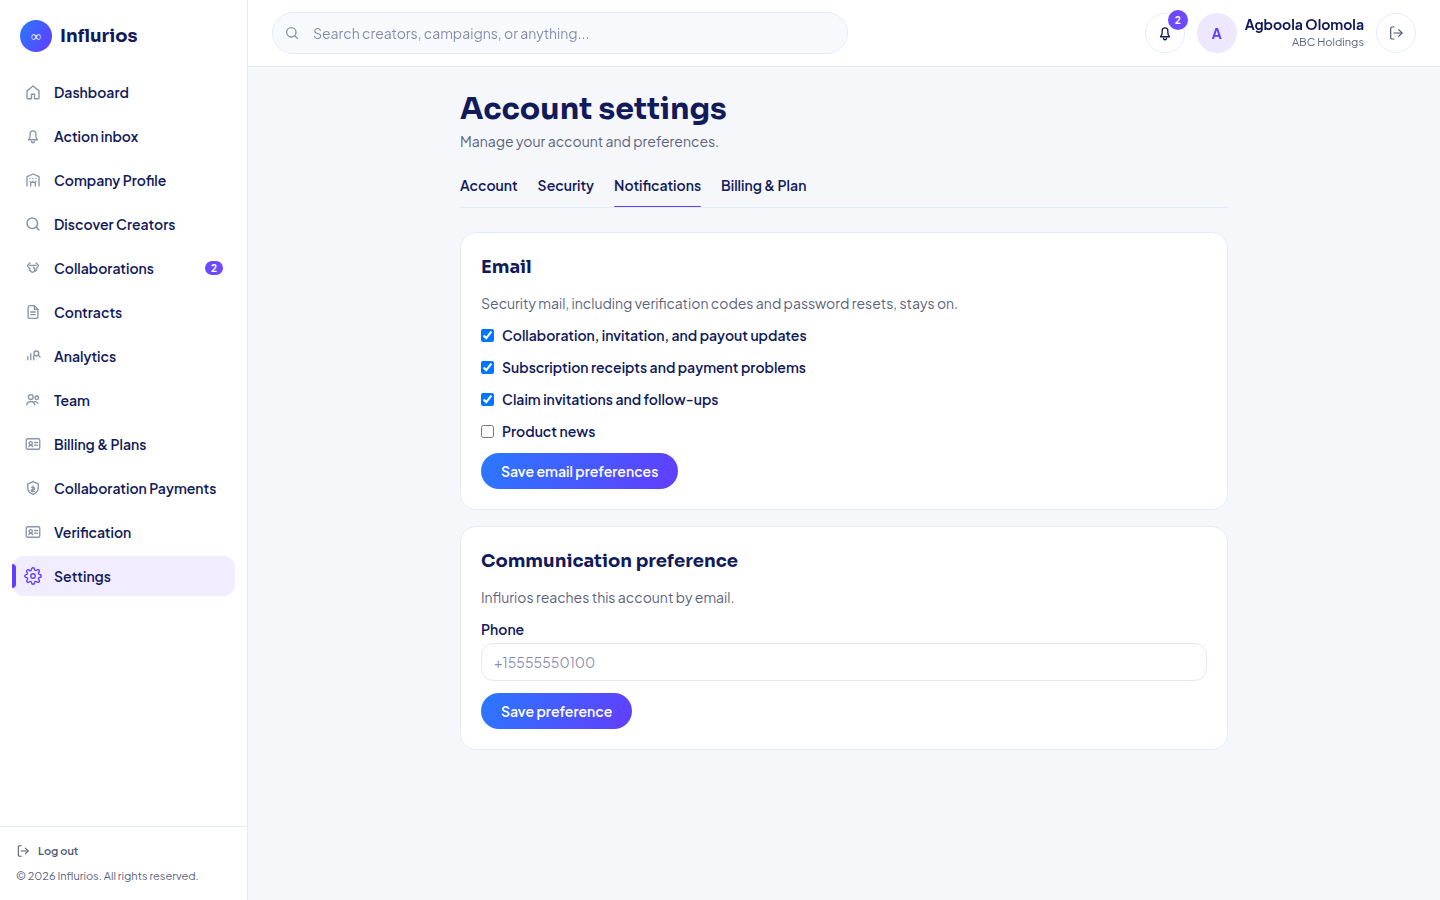 Influrios
Search creators, campaigns, or anything...
2
A
Agboola Olomola
ABC Holdings
Dashboard
Action inbox
Company Profile
Discover Creators
Collaborations 2
Contracts
Analytics
Team
Billing & Plans
Collaboration Payments
Verification
Settings
Log out
© 2026 Influrios. All rights reserved.
Account settings
Manage your account and preferences.
Account Security Notifications Billing & Plan
Email
Security mail, including verification codes and password resets, stays on.
Collaboration, invitation, and payout updates
Subscription receipts and payment problems
Claim invitations and follow-ups
Product news
Save email preferences
Communication preference
Influrios reaches this account by email.
Phone
+15555550100
Save preference